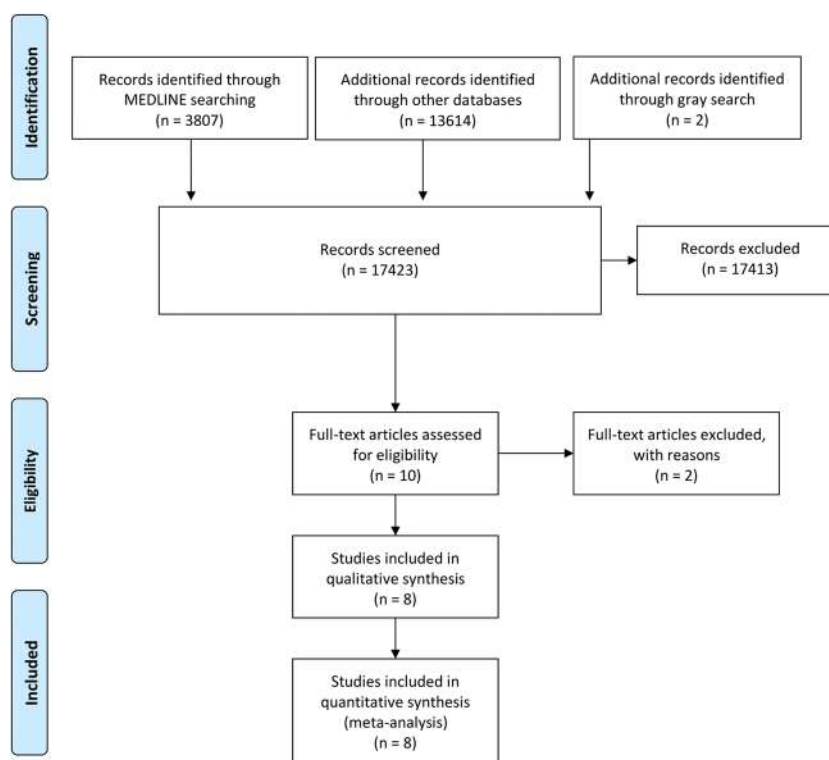 Identification
Records identified through
MEDLINE searching
(n = 3807)
Additional records identified
through other databases
(n = 13614)
Additional records identified
through gray search
(n = 2)
Screening
Records screened
(n = 17423)
Records excluded
(n = 17413)
Eligibility
Full-text articles assessed
for eligibility
(n = 10)
Full-text articles excluded,
with reasons
(n = 2)
Studies included in
qualitative synthesis
(n = 8)
Included
Studies included in
quantitative synthesis
(meta-analysis)
(n = 8)